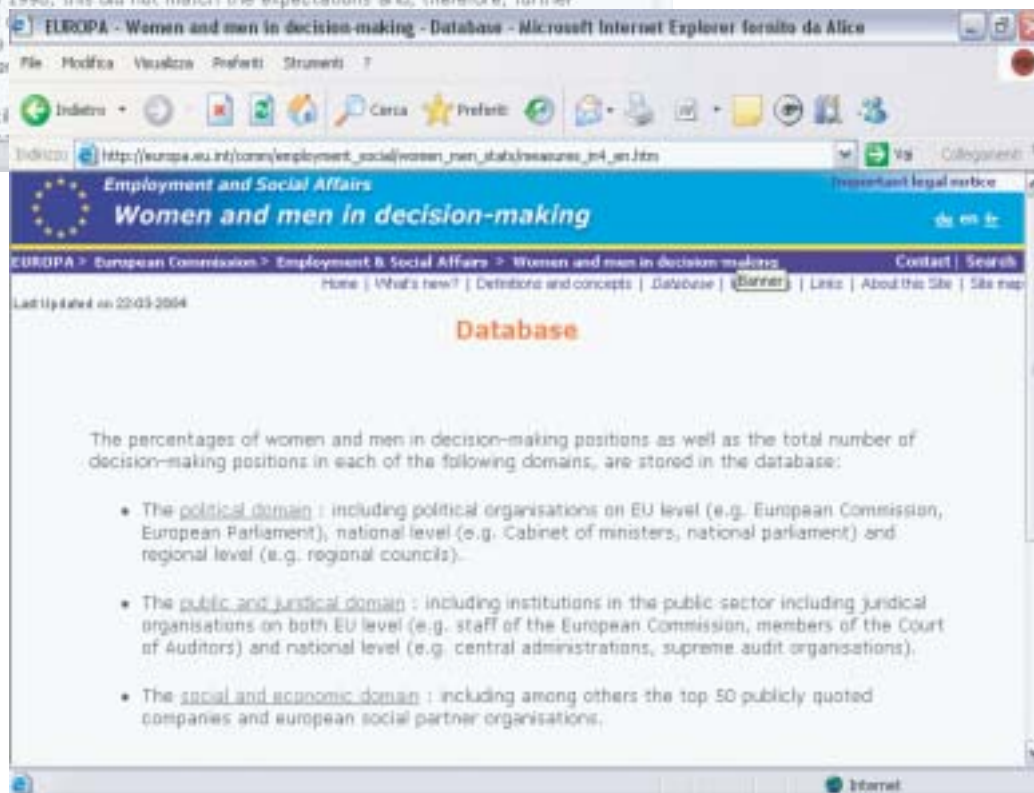 1998, this did not match the expectations and, therefore, further
EUROPA - Women and men in decision-making - Database - Microsoft Internet Explorer fornito da Alice
File Modifica Visualizza Preferiti Strumenti ?
Indietro Cerca Preferiti
Indirizzo http://europa.eu.int/comm/employment_social/women_men_stats/measures_in4_en.htm Vai Collegamenti
Employment and Social Affairs Important legal notice
Women and men in decision-making de en fr
EUROPA > European Commission > Employment & Social Affairs > Women and men in decision-making Contact | Search
Home | What's new? | Definitions and concepts | Database | Banner | Links | About this Site | Site map
Last Updated on 22-03-2004
Database
The percentages of women and men in decision-making positions as well as the total number of
decision-making positions in each of the following domains, are stored in the database:
• The political domain : including political organisations on EU level (e.g. European Commission,
European Parliament), national level (e.g. Cabinet of ministers, national parliament) and
regional level (e.g. regional councils).
• The public and juridical domain : including institutions in the public sector including juridical
organisations on both EU level (e.g. staff of the European Commission, members of the Court
of Auditors) and national level (e.g. central administrations, supreme audit organisations).
• The social and economic domain : including among others the top 50 publicly quoted
companies and european social partner organisations.
Internet